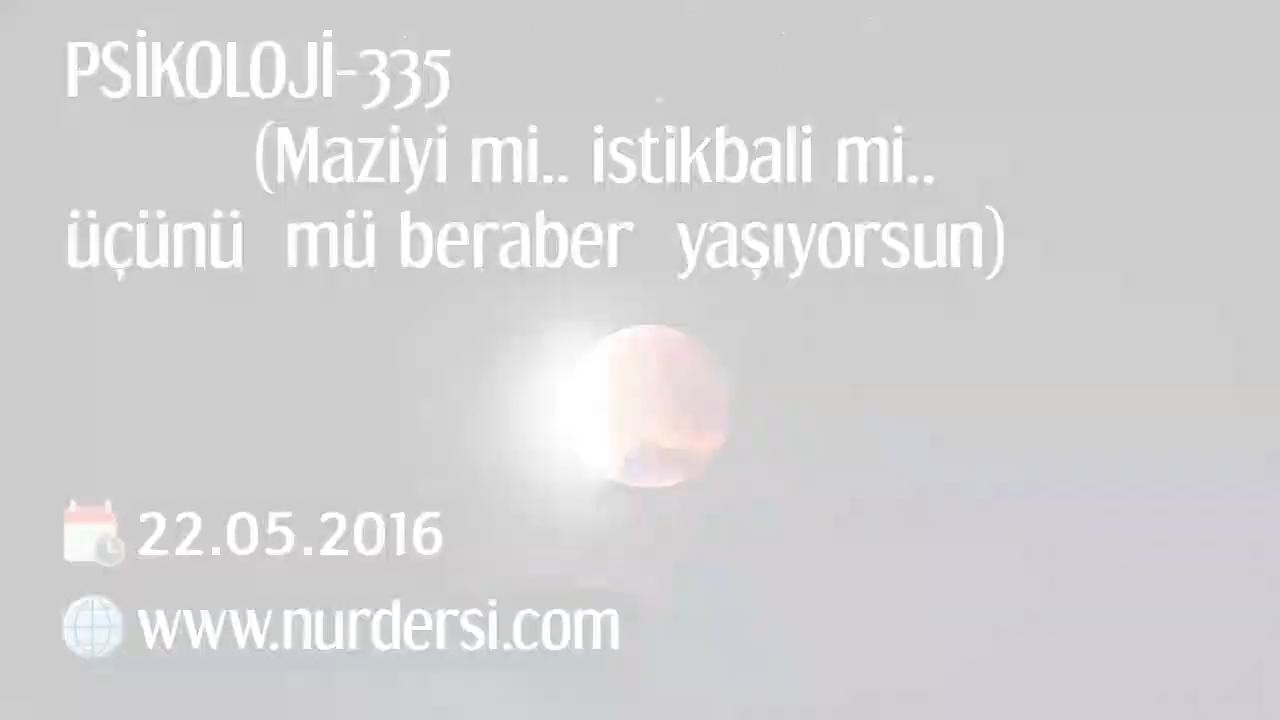 PSİKOLOJİ-335
(Maziyi mi.. istikbali mi..
üçünü mü beraber yaşıyorsun)
22.05.2016
www.nurdersi.com